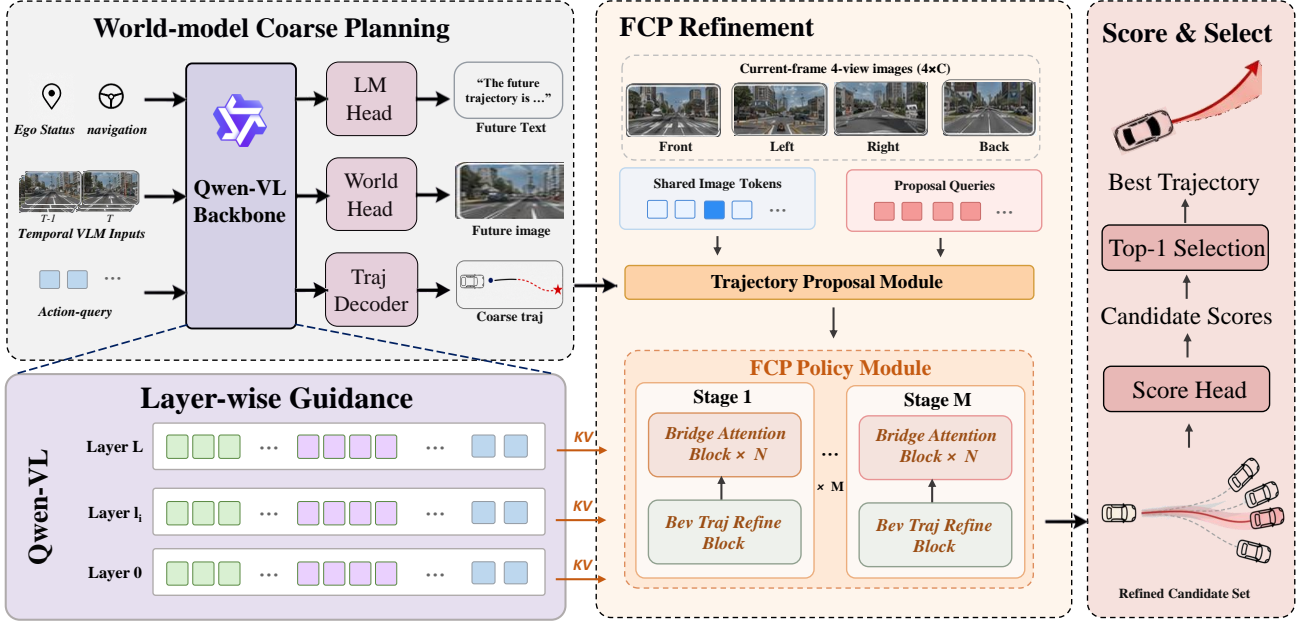 World-model Coarse Planning
Ego Status navigation
T-1 T
Temporal VLM Inputs
...
Action-query
Qwen-VL
Backbone
LM
Head
World
Head
Traj
Decoder
“The future
trajectory is ...”
Future Text
Future image
Coarse traj
Layer-wise Guidance
Qwen-VL
Layer L ... ... KV
Layer li ... ... KV
Layer 0 ... ... KV
FCP Refinement
Current-frame 4-view images (4×C)
Front Left Right Back
Shared Image Tokens
...
Proposal Queries
...
Trajectory Proposal Module
FCP Policy Module
Stage 1
Bridge Attention
Block × N
Bev Traj Refine
Block
...
× M
Stage M
Bridge Attention
Block × N
Bev Traj Refine
Block
Score & Select
Best Trajectory
Top-1 Selection
Candidate Scores
Score Head
Refined Candidate Set